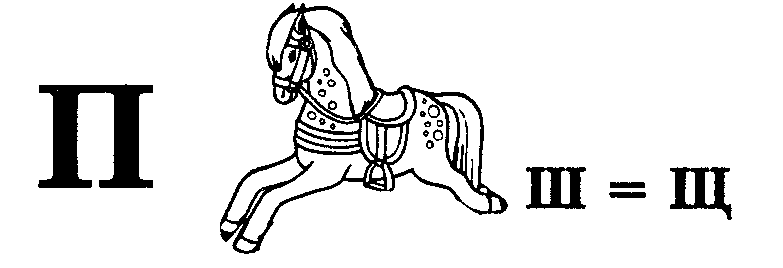 П Ш = Щ